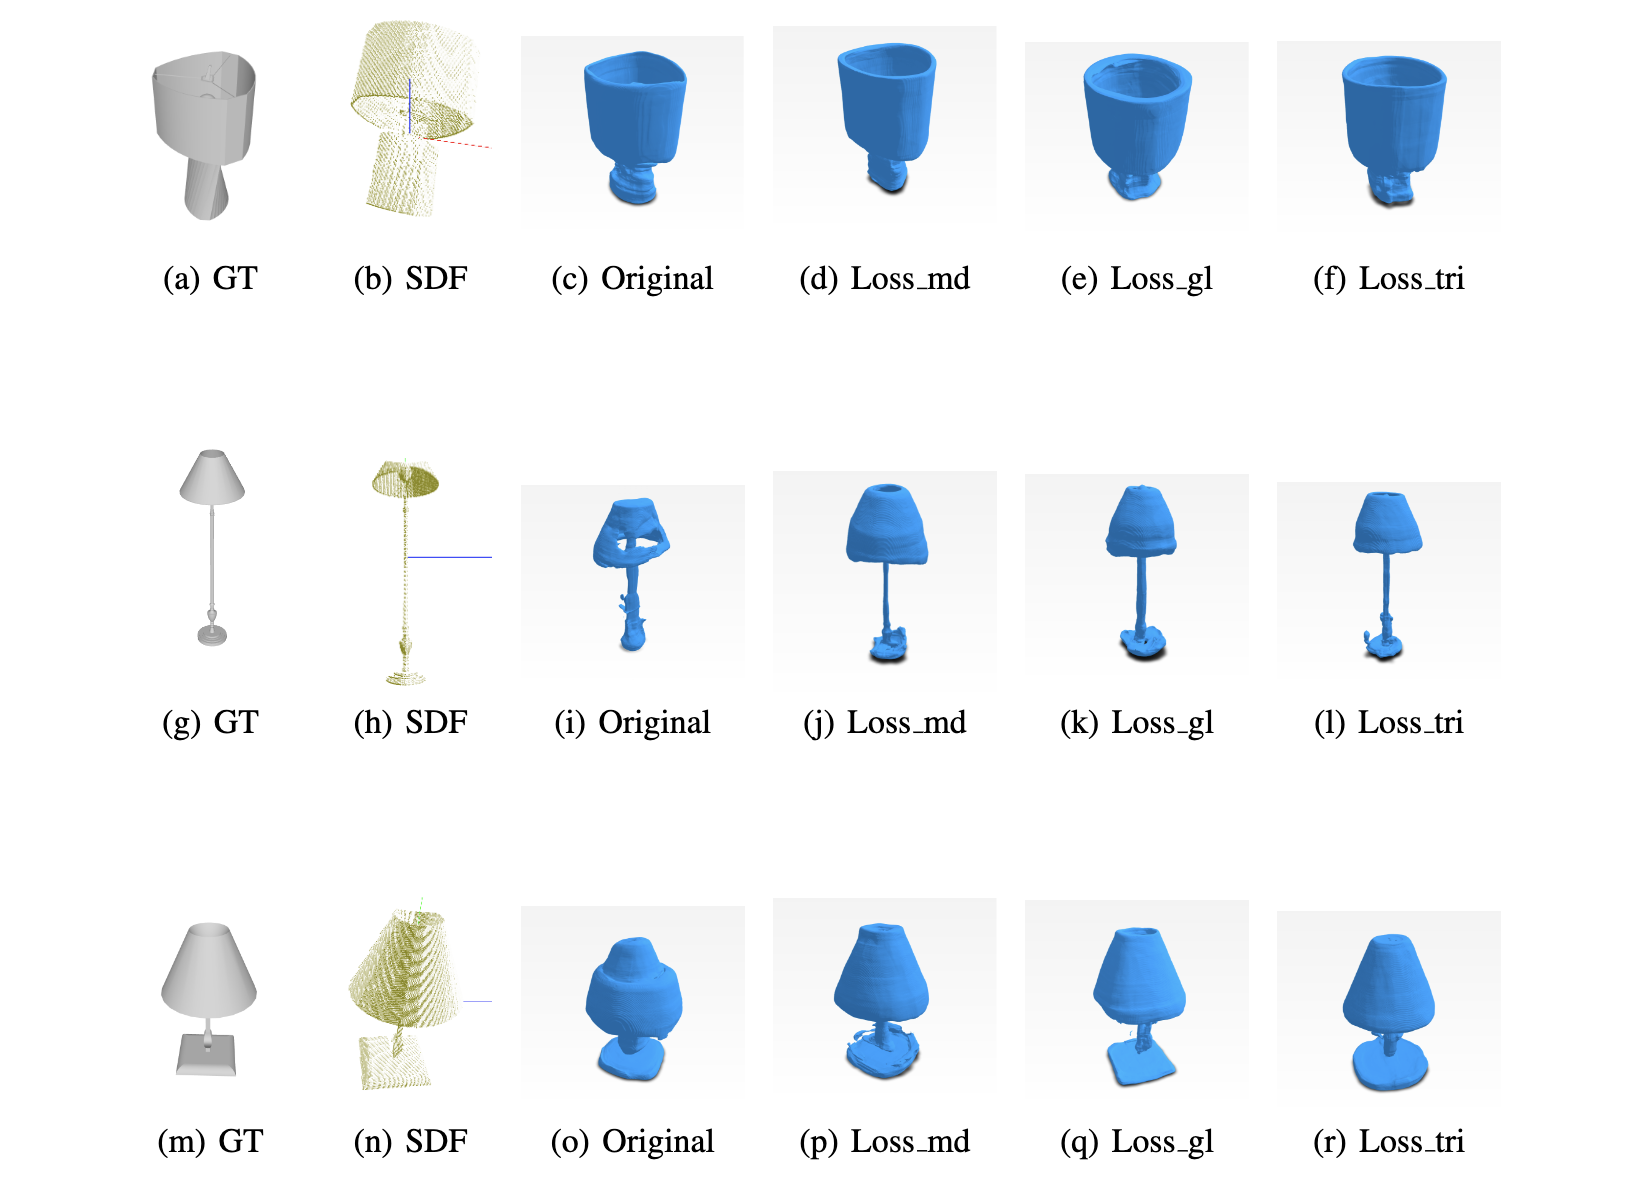 (a) GT (b) SDF (c) Original (d) Loss_md (e) Loss_gl (f) Loss_tri
(g) GT (h) SDF (i) Original (j) Loss_md (k) Loss_gl (l) Loss_tri
(m) GT (n) SDF (o) Original (p) Loss_md (q) Loss_gl (r) Loss_tri